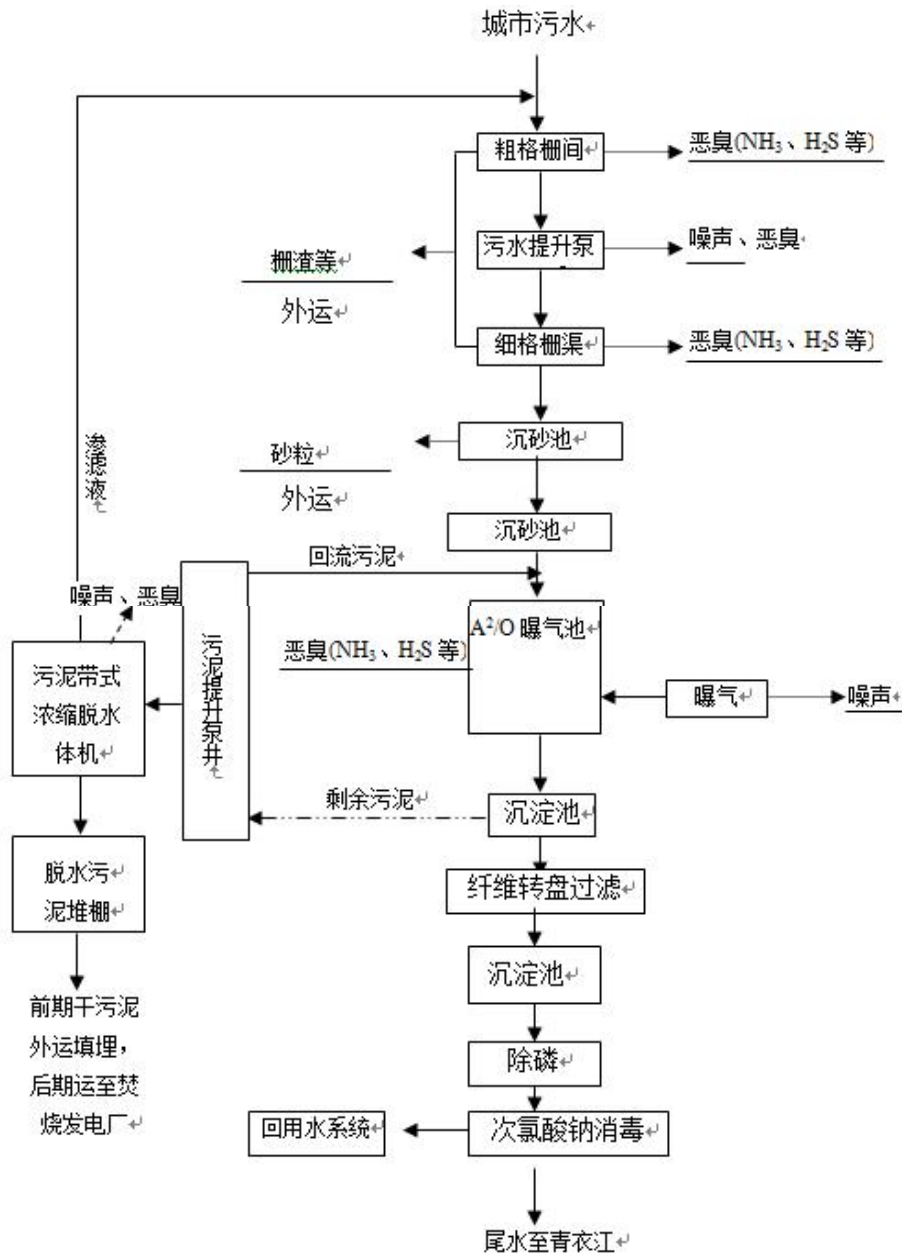 城市污水
粗格栅间
恶臭(NH₃、H₂S 等)
污水提升泵
噪声、恶臭
栅渣等
外运
细格栅渠
恶臭(NH₃、H₂S 等)
沉砂池
砂粒
外运
渗滤液
沉砂池
回流污泥
噪声、恶臭
A²/O 曝气池
恶臭(NH₃、H₂S 等)
污泥提升泵井
污泥带式
浓缩脱水
体机
曝气
噪声
剩余污泥
沉淀池
脱水污
泥堆棚
纤维转盘过滤
沉淀池
前期干污泥
外运填埋，
后期运至焚
烧发电厂
除磷
次氯酸钠消毒
回用水系统
尾水至青衣江